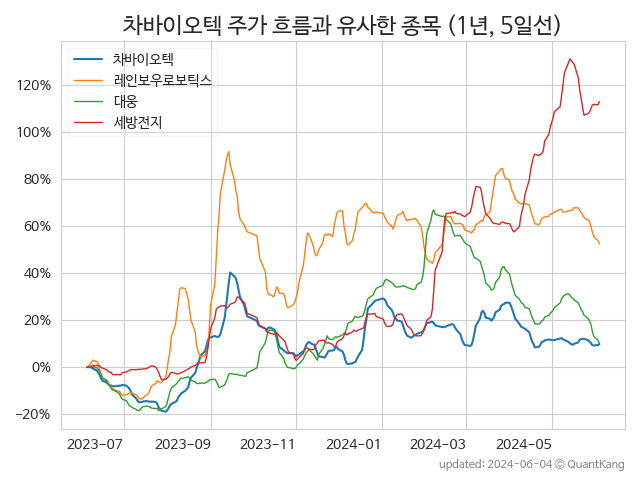 차바이오텍 주가 흐름과 유사한 종목 (1년, 5일선)
차바이오텍
레인보우로보틱스
대웅
세방전지
120%
100%
80%
60%
40%
20%
0%
−20%
2023-07 2023-09 2023-11 2024-01 2024-03 2024-05
updated: 2024-06-04 © QuantKang